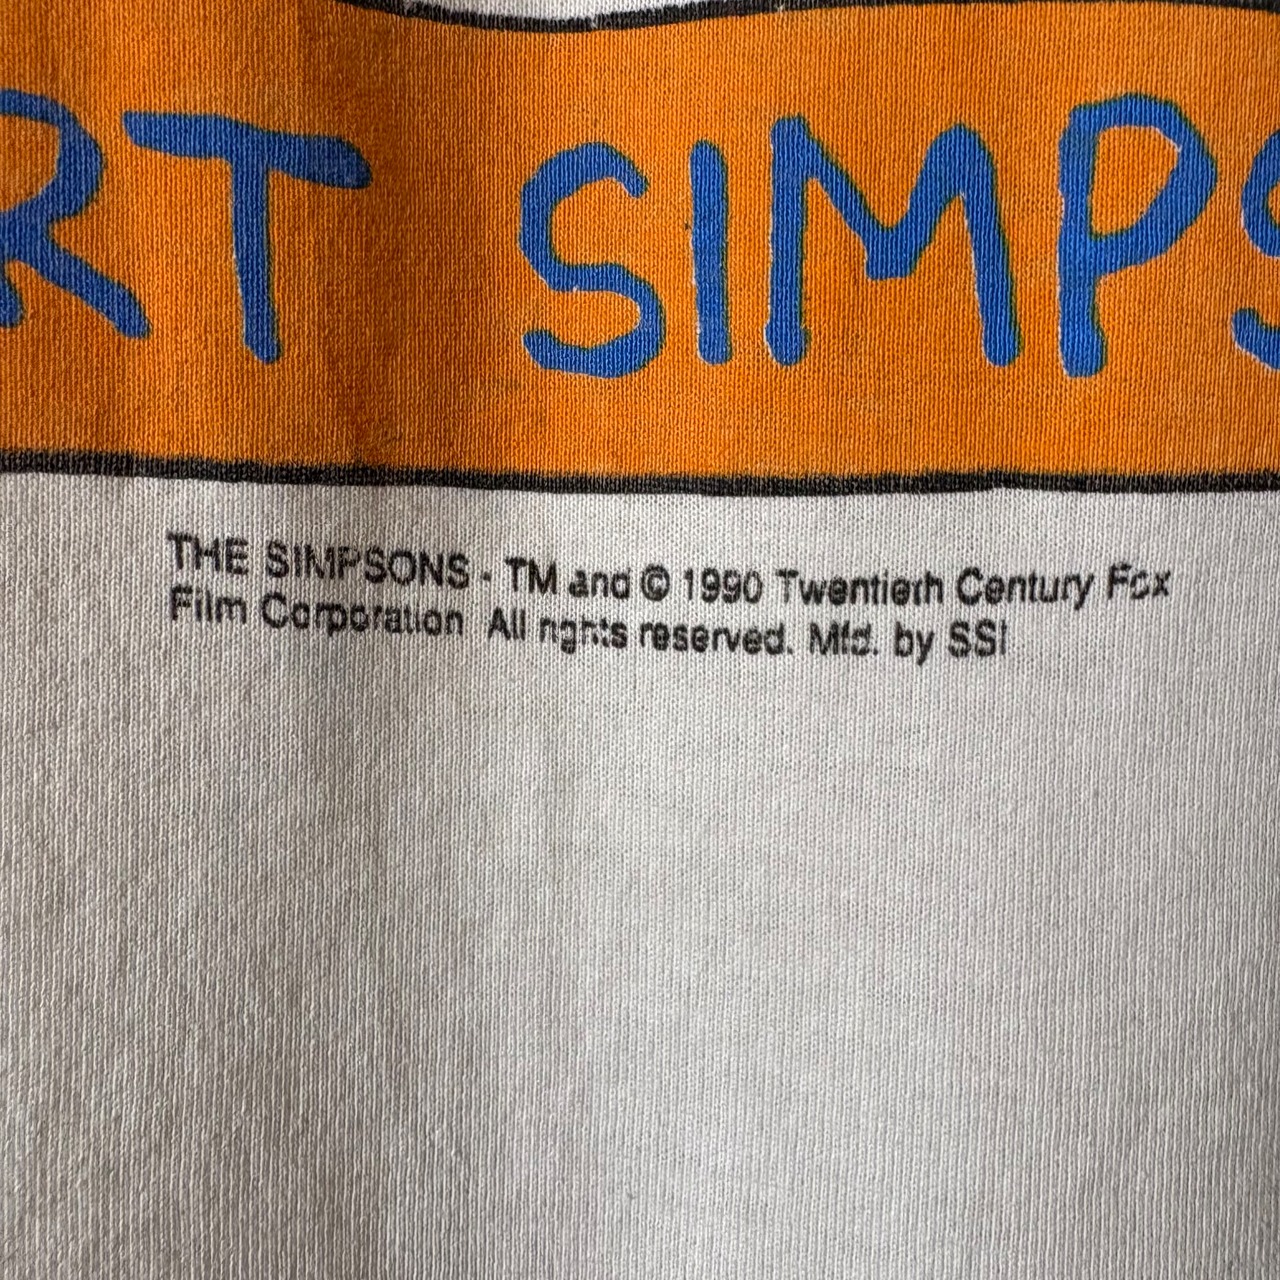 RT SIMPS
THE SIMPSONS - TM and © 1990 Twentieth Century Fox
Film Corporation All rights reserved. Mfd. by SSI